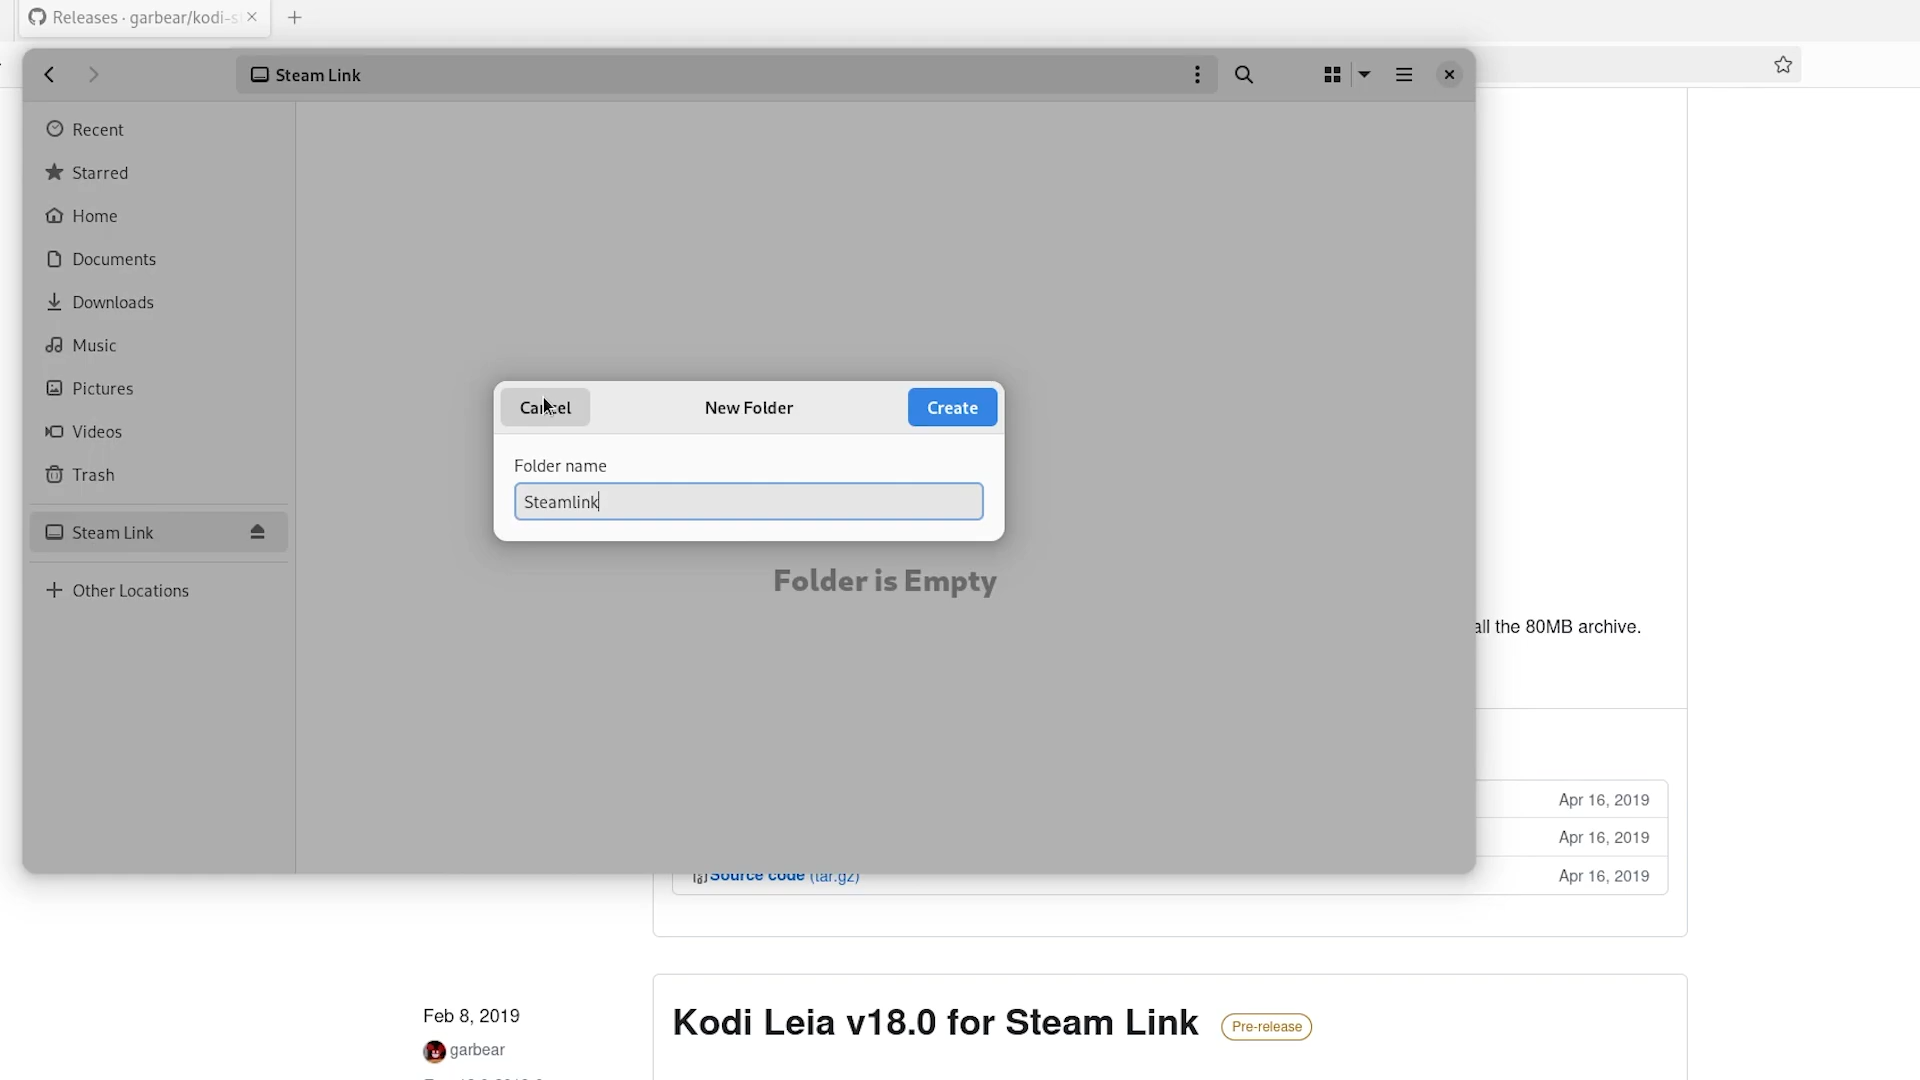 Releases · garbear/kodi-s
Steam Link
Recent
Starred
Home
Documents
Downloads
Music
Pictures
Videos
Trash
Steam Link
Other Locations
Cancel
New Folder
Create
Folder name
Steamlink
Folder is Empty
all the 80MB archive.
Apr 16, 2019
Apr 16, 2019
Source code (tar.gz)
Apr 16, 2019
Feb 8, 2019
garbear
Kodi Leia v18.0 for Steam Link
Pre-release